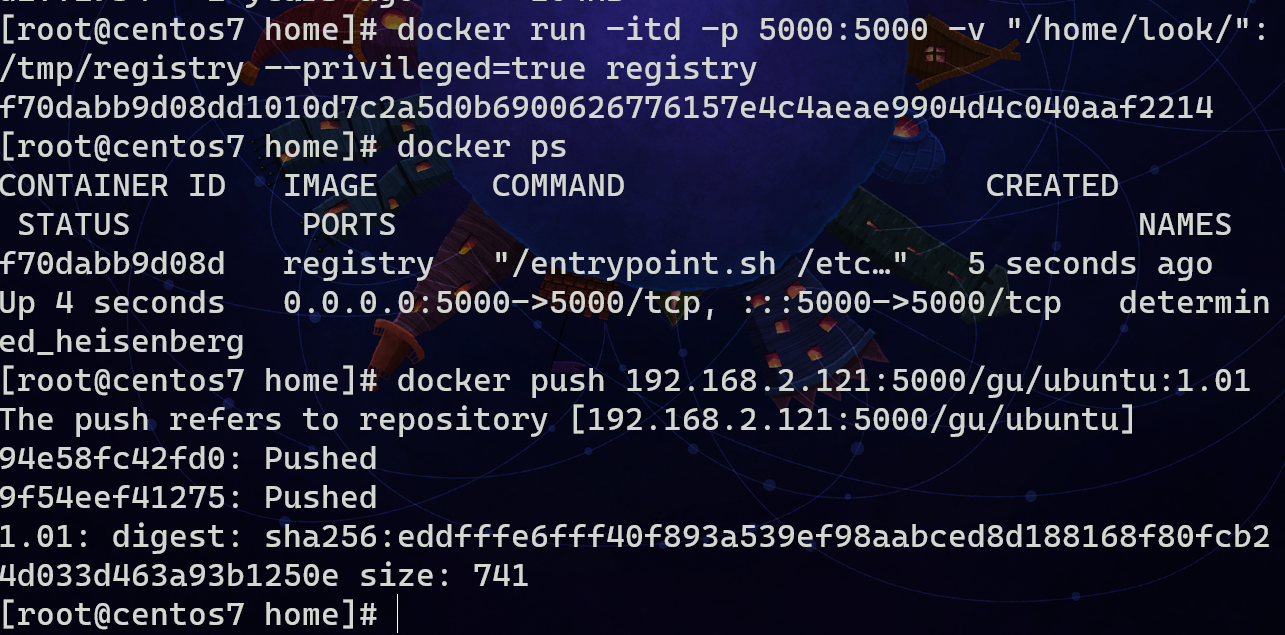 [root@centos7 home]# docker run -itd -p 5000:5000 -v "/home/look/":
/tmp/registry --privileged=true registry
f70dabb9d08dd1010d7c2a5d0b6900626776157e4c4aeae9904d4c040aaf2214
[root@centos7 home]# docker ps
CONTAINER ID   IMAGE      COMMAND                   CREATED
 STATUS         PORTS                                       NAMES
f70dabb9d08d   registry   "/entrypoint.sh /etc…"   5 seconds ago
Up 4 seconds   0.0.0.0:5000->5000/tcp, :::5000->5000/tcp   determin
ed_heisenberg
[root@centos7 home]# docker push 192.168.2.121:5000/gu/ubuntu:1.01
The push refers to repository [192.168.2.121:5000/gu/ubuntu]
94e58fc42fd0: Pushed
9f54eef41275: Pushed
1.01: digest: sha256:eddfffe6fff40f893a539ef98aabced8d188168f80fcb2
4d033d463a93b1250e size: 741
[root@centos7 home]#